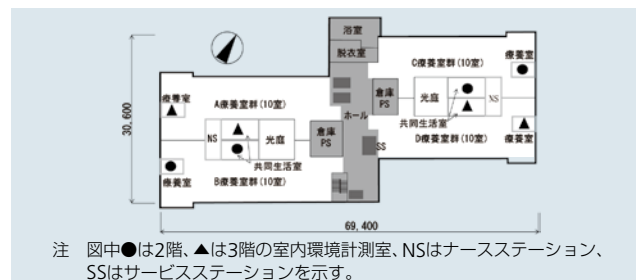 浴室
脱衣室
C療養室群(10室)
療養室
倉庫
PS
光庭
NS
療養室
A療養室群(10室)
ホール
共同生活室
療養室
NS
光庭
倉庫
PS
SS
D療養室群(10室)
共同生活室
療養室
B療養室群(10室)
30,600
69,400
注 図中●は2階、▲は3階の室内環境計測室、NSはナースステーション、
SSはサービスステーションを示す。